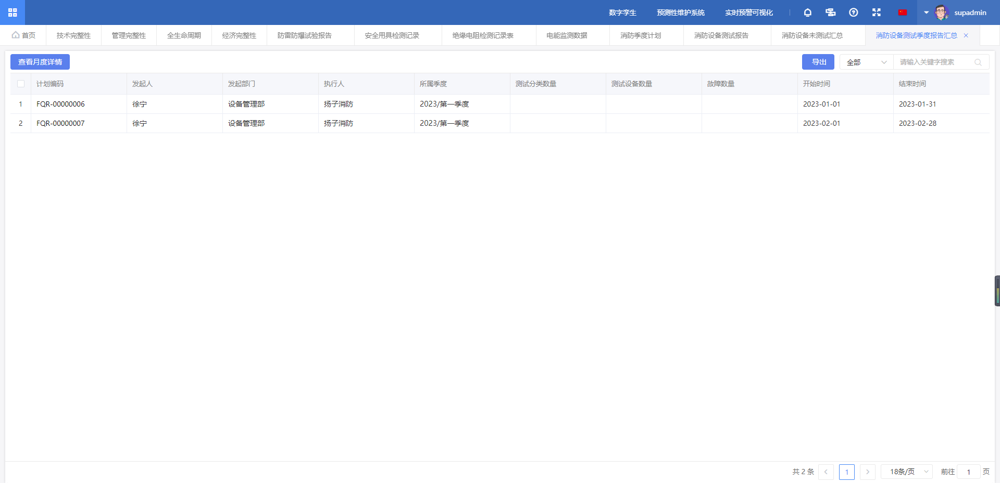 数字孪生 预测性维护系统 实时预警可视化 supadmin
首页 技术完整性 管理完整性 全生命周期 经济完整性 防雷防爆试验报告 安全用具检测记录 绝缘电阻检测记录表 电能监测数据 消防季度计划 消防设备测试报告 消防设备未测试汇总 消防设备测试季度报告汇总
查看月度详情 导出 全部 请输入关键字搜索
计划编码 发起人 发起部门 执行人 所属季度 测试分类数量 测试设备数量 故障数量 开始时间 结束时间
1 FQR-00000006 徐宁 设备管理部 扬子消防 2023/第一季度 2023-01-01 2023-01-31
2 FQR-00000007 徐宁 设备管理部 扬子消防 2023/第一季度 2023-02-01 2023-02-28
共 2 条 1 18条/页 前往 1 页